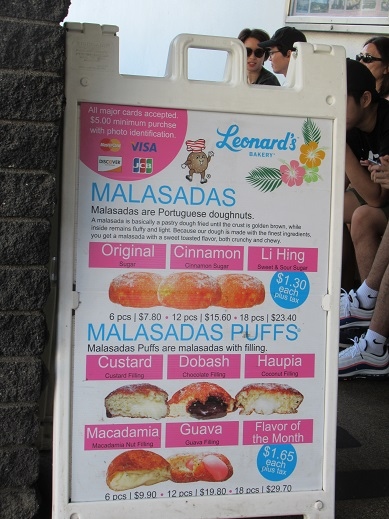 All major cards accepted.
$5.00 minimum purchse
with photo identification.
MasterCard VISA
DISCOVER JCB
Leonard's
BAKERY
MALASADAS
Malasadas are Portuguese doughnuts.
A malasada is basically a pastry dough fried until the crust is golden brown, while
inside remains fluffy and light. Because our dough is made with the finest ingredients,
you get a malasada with a sweet toasted flavor, both crunchy and chewy.
Original Cinnamon Li Hing
Sugar Cinnamon Sugar Sweet & Sour Sugar
$1.30
each
plus tax
6 pcs | $7.80 • 12 pcs | $15.60 • 18 pcs | $23.40
MALASADAS PUFFS
Malasadas Puffs are malasadas with filling.
Custard Dobash Haupia
Custard Filling Chocolate Filling Coconut Filling
Macadamia Guava Flavor of
the Month
Macadamia Nut Filling Guava Filling
$1.65
each
plus tax
6 pcs | $9.90 • 12 pcs | $19.80 • 18 pcs | $29.70